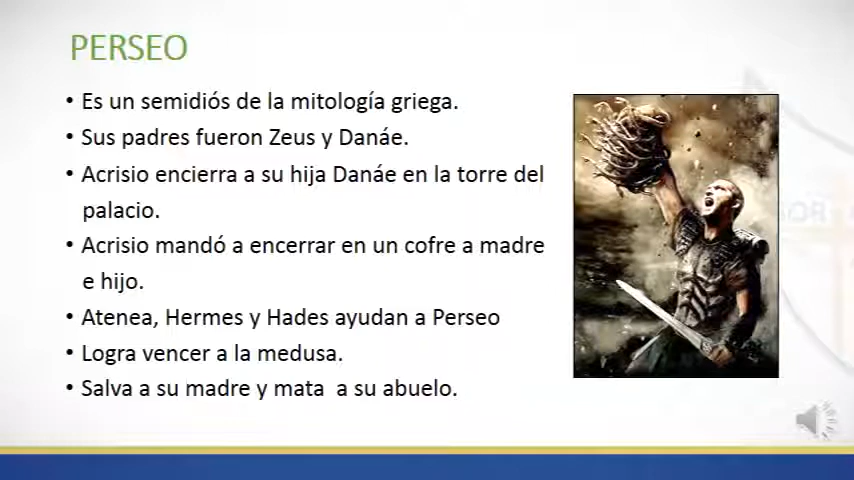 PERSEO
• Es un semidiós de la mitología griega.
• Sus padres fueron Zeus y Danáe.
• Acrisio encierra a su hija Danáe en la torre del
palacio.
• Acrisio mandó a encerrar en un cofre a madre
e hijo.
• Atenea, Hermes y Hades ayudan a Perseo
• Logra vencer a la medusa.
• Salva a su madre y mata  a su abuelo.